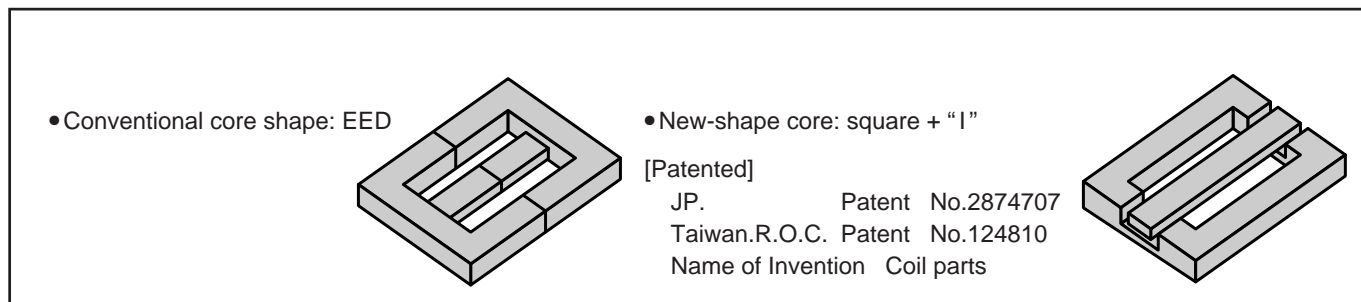 •Conventional core shape: EED
•New-shape core: square + “I”
[Patented]
JP. Patent No.2874707
Taiwan.R.O.C. Patent No.124810
Name of Invention Coil parts